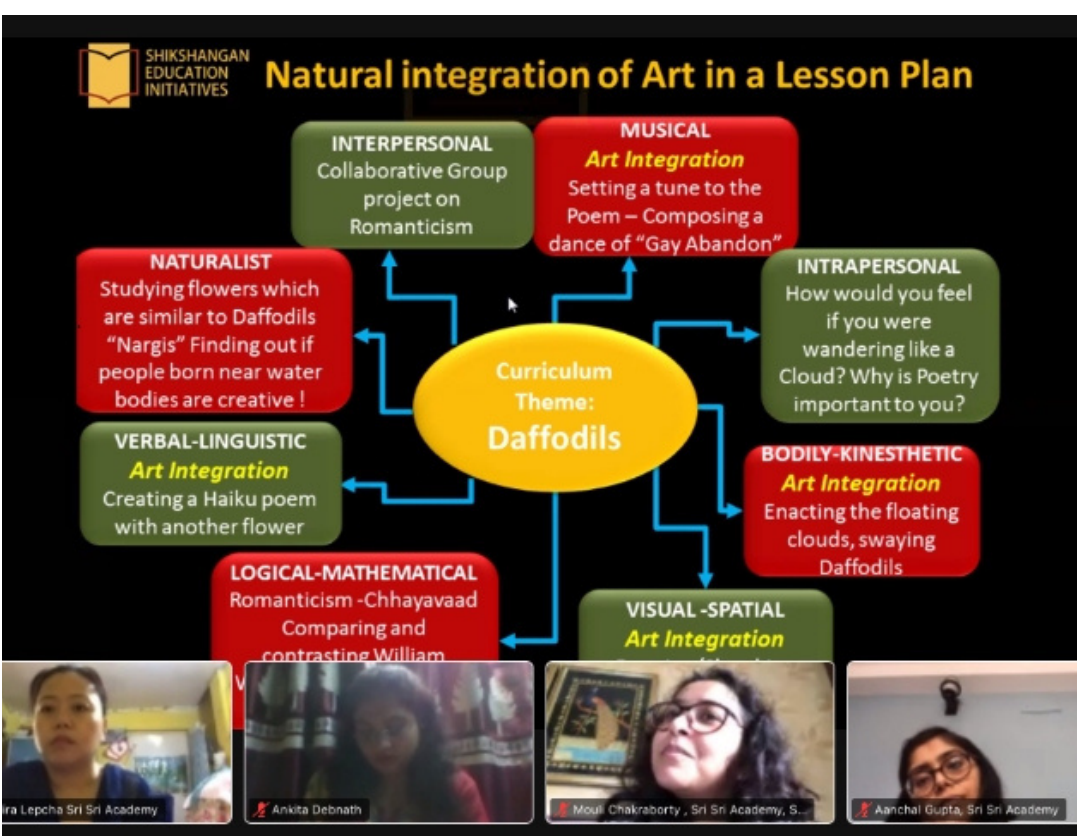 SHIKSHANGAN
EDUCATION
INITIATIVES
Natural integration of Art in a Lesson Plan
INTERPERSONAL
Collaborative Group
project on
Romanticism
MUSICAL
Art Integration
Setting a tune to the
Poem – Composing a
dance of “Gay Abandon”
NATURALIST
Studying flowers which
are similar to Daffodils
“Nargis” Finding out if
people born near water
bodies are creative !
INTRAPERSONAL
How would you feel
if you were
wandering like a
Cloud? Why is Poetry
important to you?
Curriculum
Theme:
Daffodils
VERBAL-LINGUISTIC
Art Integration
Creating a Haiku poem
with another flower
BODILY-KINESTHETIC
Art Integration
Enacting the floating
clouds, swaying
Daffodils
LOGICAL-MATHEMATICAL
Romanticism -Chhayavaad
Comparing and
contrasting William
VISUAL -SPATIAL
Art Integration
ira Lepcha Sri Sri Academy
Ankita Debnath
Mouli Chakraborty , Sri Sri Academy, S...
Aanchal Gupta, Sri Sri Academy